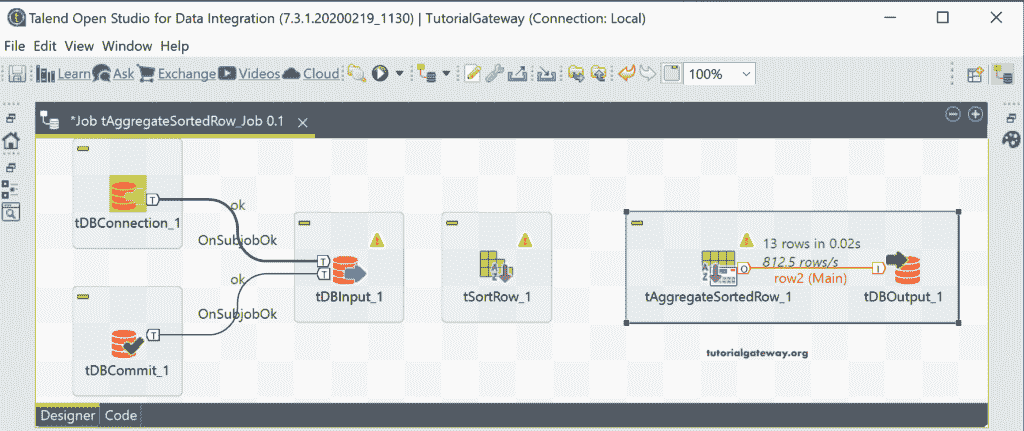 Talend Open Studio for Data Integration (7.3.1.20200219_1130) | TutorialGateway (Connection: Local)
File Edit View Window Help
Learn Ask Exchange Videos Cloud 100%
*Job tAggregateSortedRow_Job 0.1
T
tDBConnection_1
ok
OnSubjobOk
ok
OnSubjobOk
T
tDBCommit_1
T
T
tDBInput_1
tSortRow_1
13 rows in 0.02s
812.5 rows/s
row2 (Main)
O
I
tAggregateSortedRow_1
tDBOutput_1
tutorialgateway.org
Designer Code